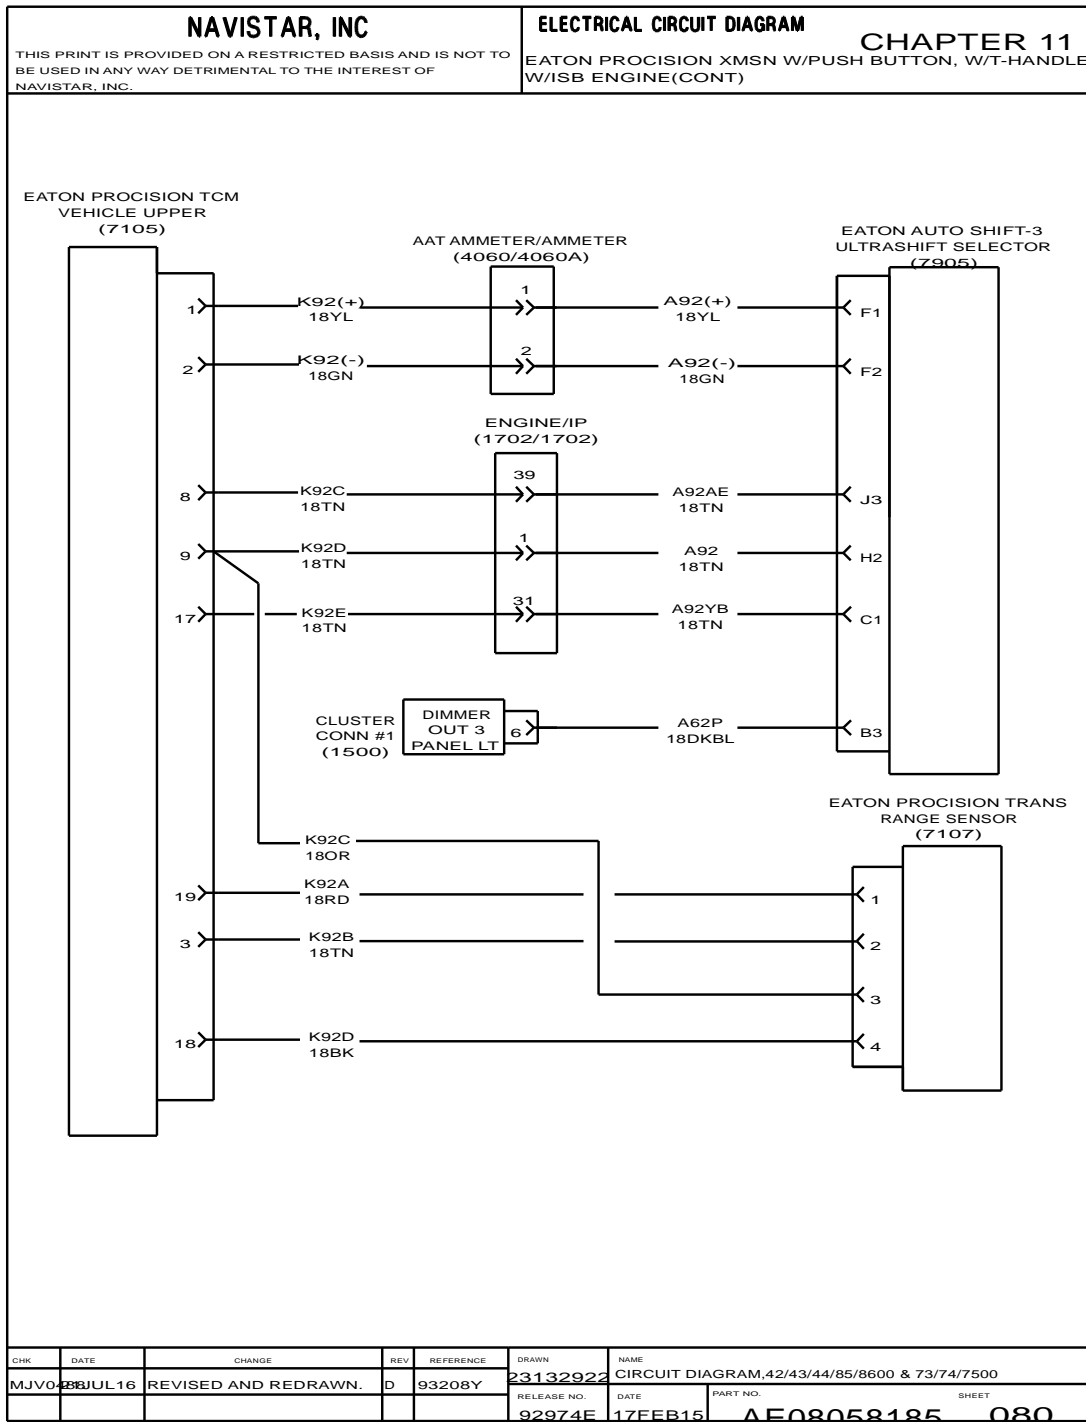 NAVISTAR, INC
THIS PRINT IS PROVIDED ON A RESTRICTED BASIS AND IS NOT TO
BE USED IN ANY WAY DETRIMENTAL TO THE INTEREST OF
NAVISTAR, INC.
ELECTRICAL CIRCUIT DIAGRAM
CHAPTER 11
EATON PROCISION XMSN W/PUSH BUTTON, W/T-HANDLE
W/ISB ENGINE(CONT)
EATON PROCISION TCM
VEHICLE UPPER
(7105)
AAT AMMETER/AMMETER
(4060/4060A)
EATON AUTO SHIFT-3
ULTRASHIFT SELECTOR
(7905)
1
K92(+)
18YL
1
A92(+)
18YL
F1
2
K92(-)
18GN
2
A92(-)
18GN
F2
ENGINE/IP
(1702/1702)
8
K92C
18TN
39
A92AE
18TN
J3
9
K92D
18TN
1
A92
18TN
H2
17
K92E
18TN
31
A92YB
18TN
C1
CLUSTER
CONN #1
(1500)
DIMMER
OUT 3
PANEL LT
6
A62P
18DKBL
B3
EATON PROCISION TRANS
RANGE SENSOR
(7107)
K92C
18OR
19
K92A
18RD
1
3
K92B
18TN
2
3
18
K92D
18BK
4
CHK
DATE
CHANGE
REV
REFERENCE
DRAWN
NAME
21JUL16
REVISED AND REDRAWN.
D
93208Y
23132922
CIRCUIT DIAGRAM,42/43/44/85/8600 & 73/74/7500
RELEASE NO.
DATE
PART NO.
SHEET
92974E
17FEB15
AE08058185
080